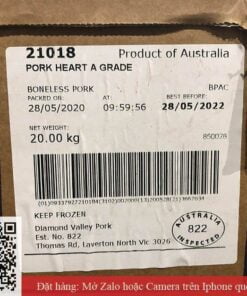 21018 Product of Australia
PORK HEART A GRADE
BONELESS PORK BPAC
PACKED ON: AT: BEST BEFORE:
28/05/2020 09:59:56 28/05/2022
NET WEIGHT:
20.00 kg 850078
KEEP FROZEN
Diamond Valley Pork
Est. No. 822
Thomas Rd, Laverton North Vic 3026
AUSTRALIA
822
INSPECTED
Đặt hàng: Mở Zalo hoặc Camera trên Iphone qu